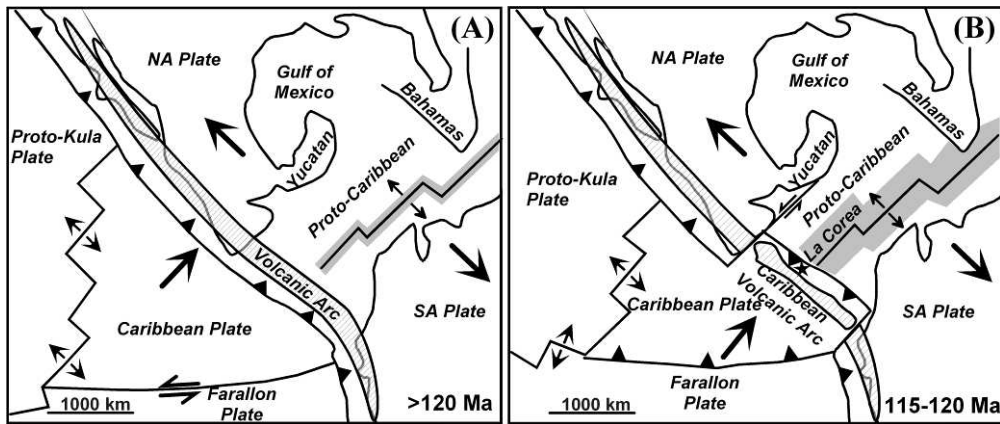 (A)
NA Plate
Gulf of
Mexico
Bahamas
Proto-Kula
Plate
Yucatan
Proto-Caribbean
Volcanic Arc
Caribbean Plate
SA Plate
Farallon
Plate
1000 km
>120 Ma
(B)
NA Plate
Gulf of
Mexico
Bahamas
Yucatan
Proto-Kula
Plate
Proto-Caribbean
La Corea
Caribbean
Volcanic Arc
Caribbean Plate
SA Plate
Farallon
Plate
1000 km
115-120 Ma